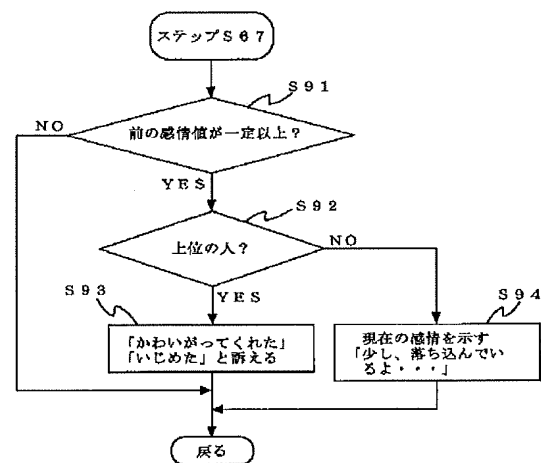 ステップS67
S91
前の感情値が一定以上?
NO
YES
S92
上位の人?
NO
YES
S93
「かわいがってくれた」
「いじめた」と訴える
S94
現在の感情を示す
「少し、落ち込んでい
るよ・・・」
戻る